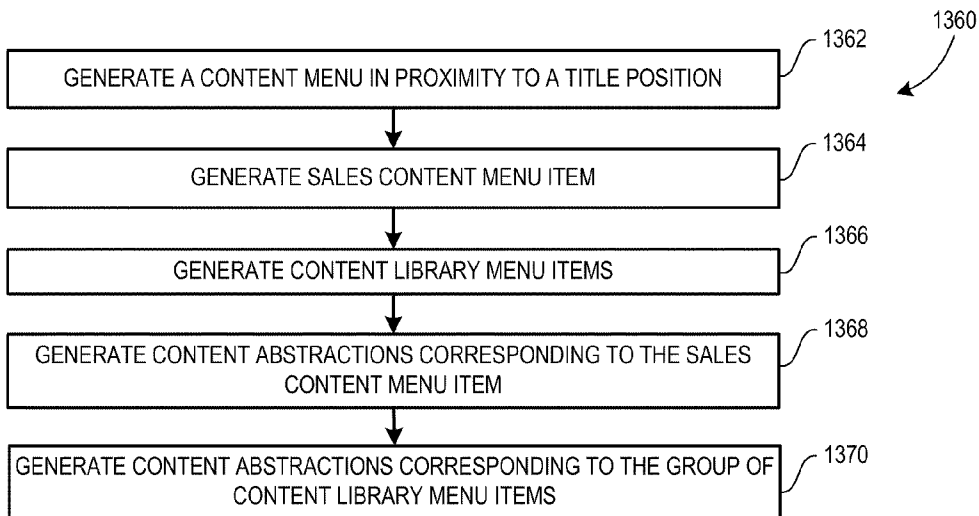 1360
1362
GENERATE A CONTENT MENU IN PROXIMITY TO A TITLE POSITION
1364
GENERATE SALES CONTENT MENU ITEM
1366
GENERATE CONTENT LIBRARY MENU ITEMS
1368
GENERATE CONTENT ABSTRACTIONS CORRESPONDING TO THE SALES
CONTENT MENU ITEM
1370
GENERATE CONTENT ABSTRACTIONS CORRESPONDING TO THE GROUP OF
CONTENT LIBRARY MENU ITEMS